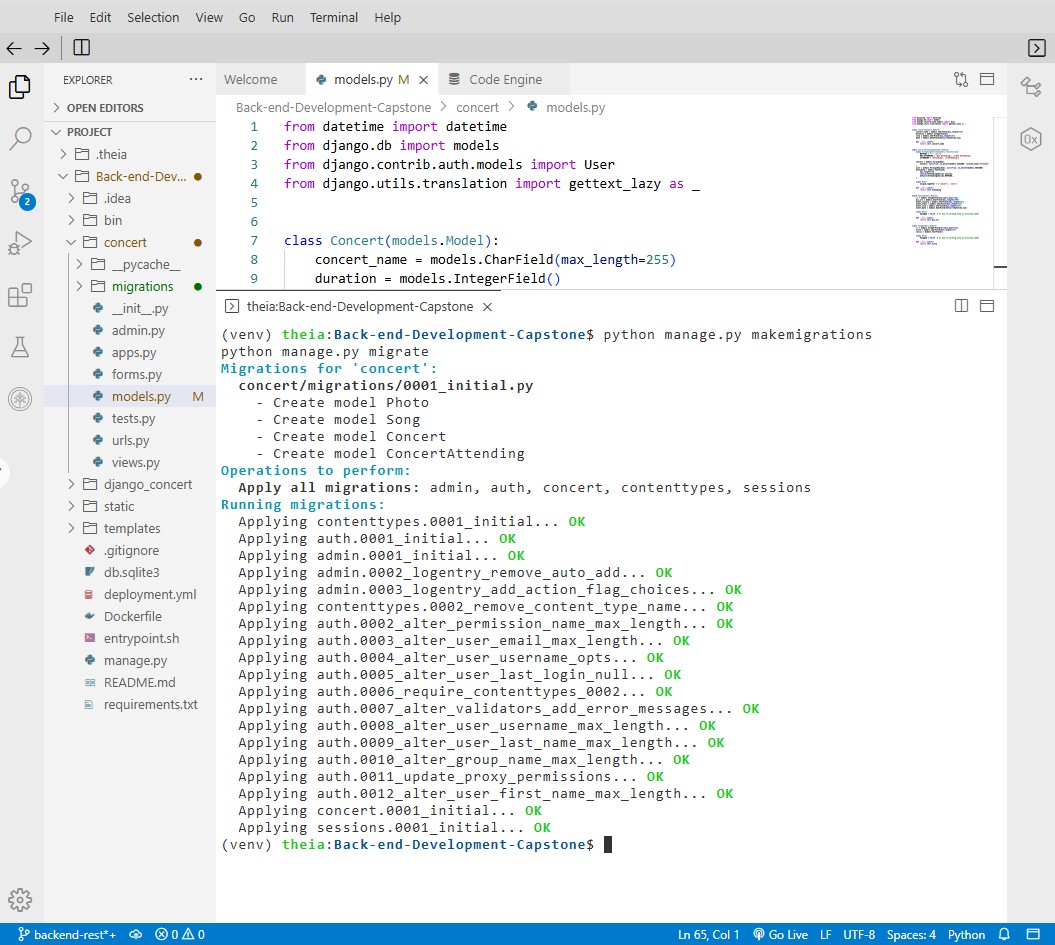 File Edit Selection View Go Run Terminal Help
EXPLORER ...
OPEN EDITORS
PROJECT
.theia
Back-end-Dev...
.idea
bin
concert
__pycache__
migrations
__init__.py
admin.py
apps.py
forms.py
models.py M
tests.py
urls.py
views.py
django_concert
static
templates
.gitignore
db.sqlite3
deployment.yml
Dockerfile
entrypoint.sh
manage.py
README.md
requirements.txt
2
Welcome models.py M Code Engine
Back-end-Development-Capstone > concert > models.py
1 from datetime import datetime
2 from django.db import models
3 from django.contrib.auth.models import User
4 from django.utils.translation import gettext_lazy as _
5
6
7 class Concert(models.Model):
8 concert_name = models.CharField(max_length=255)
9 duration = models.IntegerField()
theia:Back-end-Development-Capstone
(venv) theia:Back-end-Development-Capstone$ python manage.py makemigrations
python manage.py migrate
Migrations for 'concert':
concert/migrations/0001_initial.py
- Create model Photo
- Create model Song
- Create model Concert
- Create model ConcertAttending
Operations to perform:
Apply all migrations: admin, auth, concert, contenttypes, sessions
Running migrations:
Applying contenttypes.0001_initial... OK
Applying auth.0001_initial... OK
Applying admin.0001_initial... OK
Applying admin.0002_logentry_remove_auto_add... OK
Applying admin.0003_logentry_add_action_flag_choices... OK
Applying contenttypes.0002_remove_content_type_name... OK
Applying auth.0002_alter_permission_name_max_length... OK
Applying auth.0003_alter_user_email_max_length... OK
Applying auth.0004_alter_user_username_opts... OK
Applying auth.0005_alter_user_last_login_null... OK
Applying auth.0006_require_contenttypes_0002... OK
Applying auth.0007_alter_validators_add_error_messages... OK
Applying auth.0008_alter_user_username_max_length... OK
Applying auth.0009_alter_user_last_name_max_length... OK
Applying auth.0010_alter_group_name_max_length... OK
Applying auth.0011_update_proxy_permissions... OK
Applying auth.0012_alter_user_first_name_max_length... OK
Applying concert.0001_initial... OK
Applying sessions.0001_initial... OK
(venv) theia:Back-end-Development-Capstone$
0x
backend-rest*+ 0 0 Ln 65, Col 1 Go Live LF UTF-8 Spaces: 4 Python